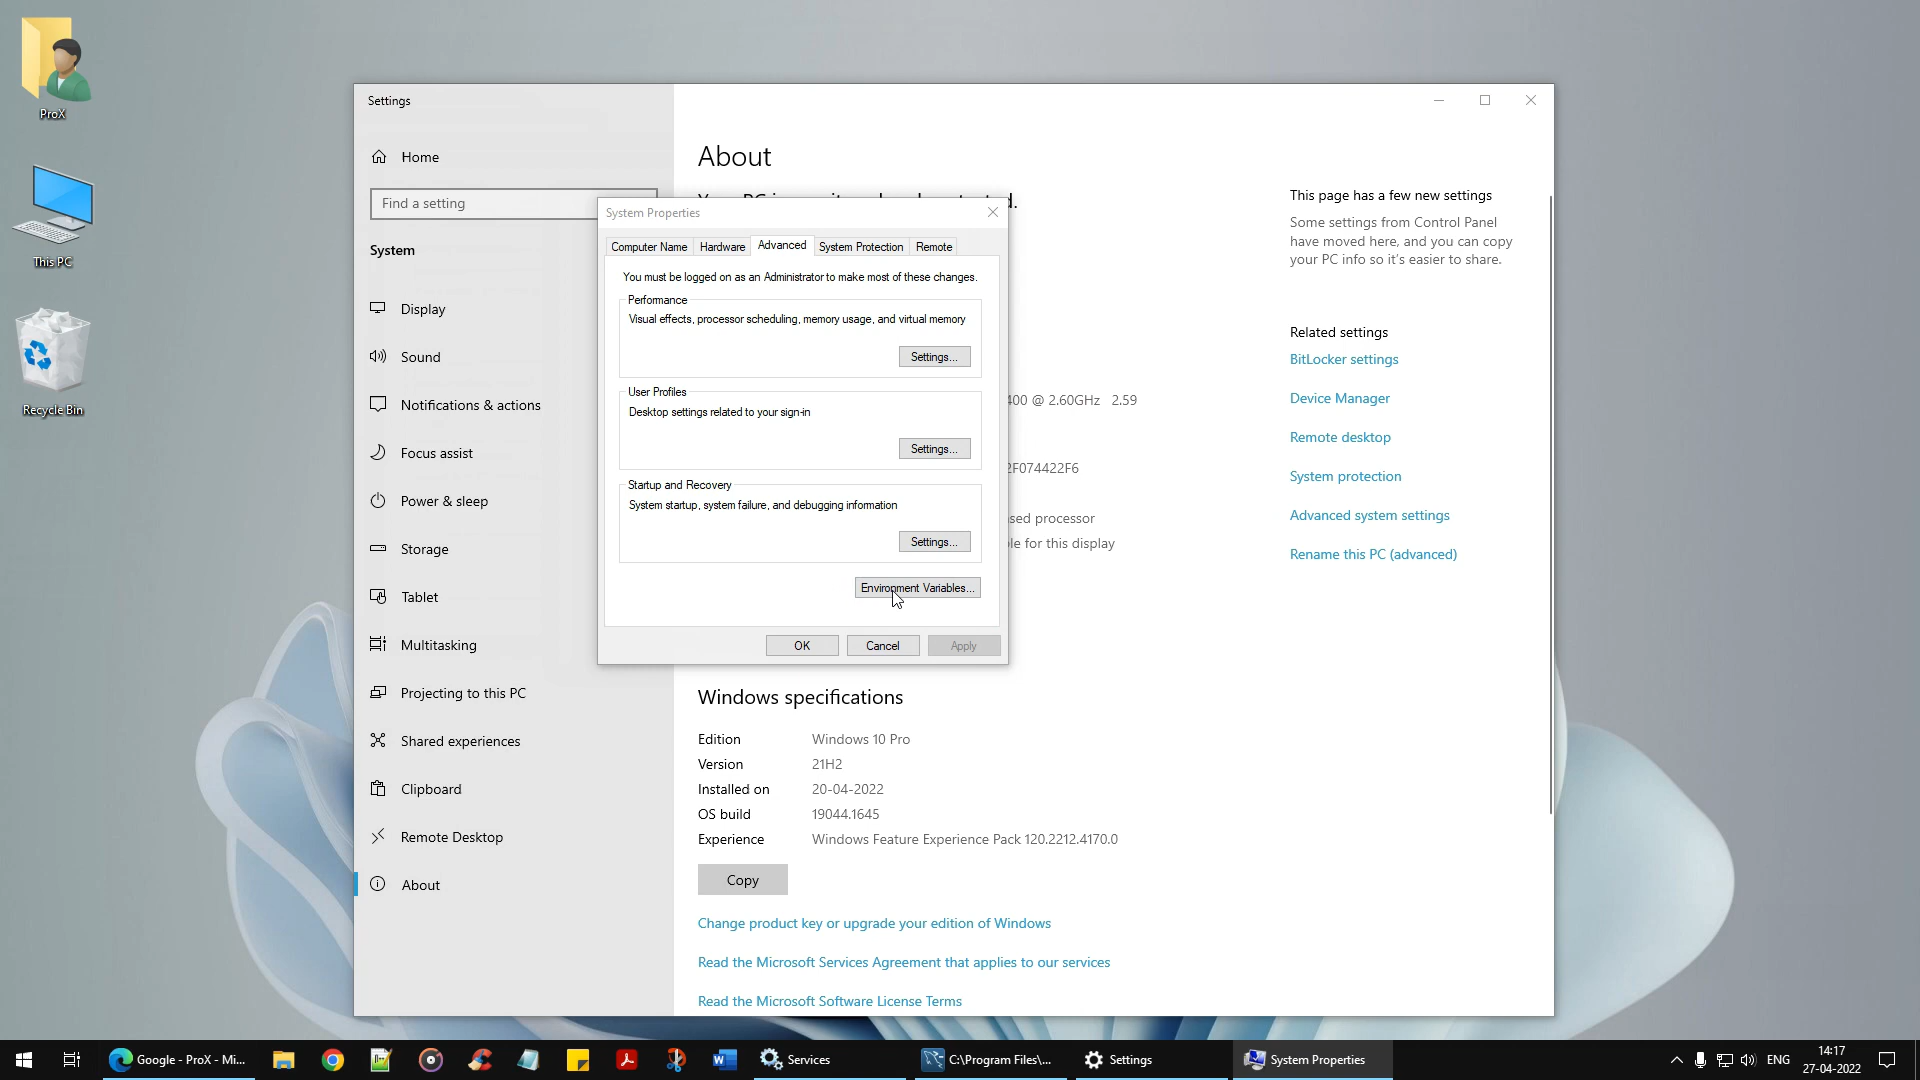 ProX
This PC
Recycle Bin
Settings
Home
Find a setting
System
Display
Sound
Notifications & actions
Focus assist
Power & sleep
Storage
Tablet
Multitasking
Projecting to this PC
Shared experiences
Clipboard
Remote Desktop
About
About
System Properties
Computer Name
Hardware
Advanced
System Protection
Remote
You must be logged on as an Administrator to make most of these changes.
Performance
Visual effects, processor scheduling, memory usage, and virtual memory
Settings...
User Profiles
Desktop settings related to your sign-in
Settings...
Startup and Recovery
System startup, system failure, and debugging information
Settings...
Environment Variables...
OK
Cancel
Apply
400 @ 2.60GHz 2.59
2F074422F6
sed processor
le for this display
Windows specifications
Edition Windows 10 Pro
Version 21H2
Installed on 20-04-2022
OS build 19044.1645
Experience Windows Feature Experience Pack 120.2212.4170.0
Copy
Change product key or upgrade your edition of Windows
Read the Microsoft Services Agreement that applies to our services
Read the Microsoft Software License Terms
This page has a few new settings
Some settings from Control Panel
have moved here, and you can copy
your PC info so it's easier to share.
Related settings
BitLocker settings
Device Manager
Remote desktop
System protection
Advanced system settings
Rename this PC (advanced)
Google - ProX - Mi...
Services
C:\Program Files\...
Settings
System Properties
ENG
14:17
27-04-2022